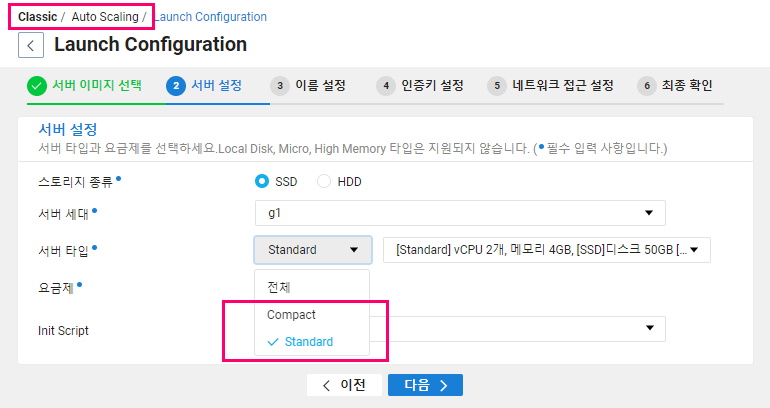 Classic / Auto Scaling / Launch Configuration
Launch Configuration
서버 이미지 선택 2 서버 설정 3 이름 설정 4 인증키 설정 5 네트워크 접근 설정 6 최종 확인
서버 설정
서버 타입과 요금제를 선택하세요.Local Disk, Micro, High Memory 타입은 지원되지 않습니다. (• 필수 입력 사항입니다.)
스토리지 종류• SSD HDD
서버 세대• g1
서버 타입• Standard [Standard] vCPU 2개, 메모리 4GB, [SSD]디스크 50GB [...
요금제• 전체
Compact
Init Script
Standard
이전 다음